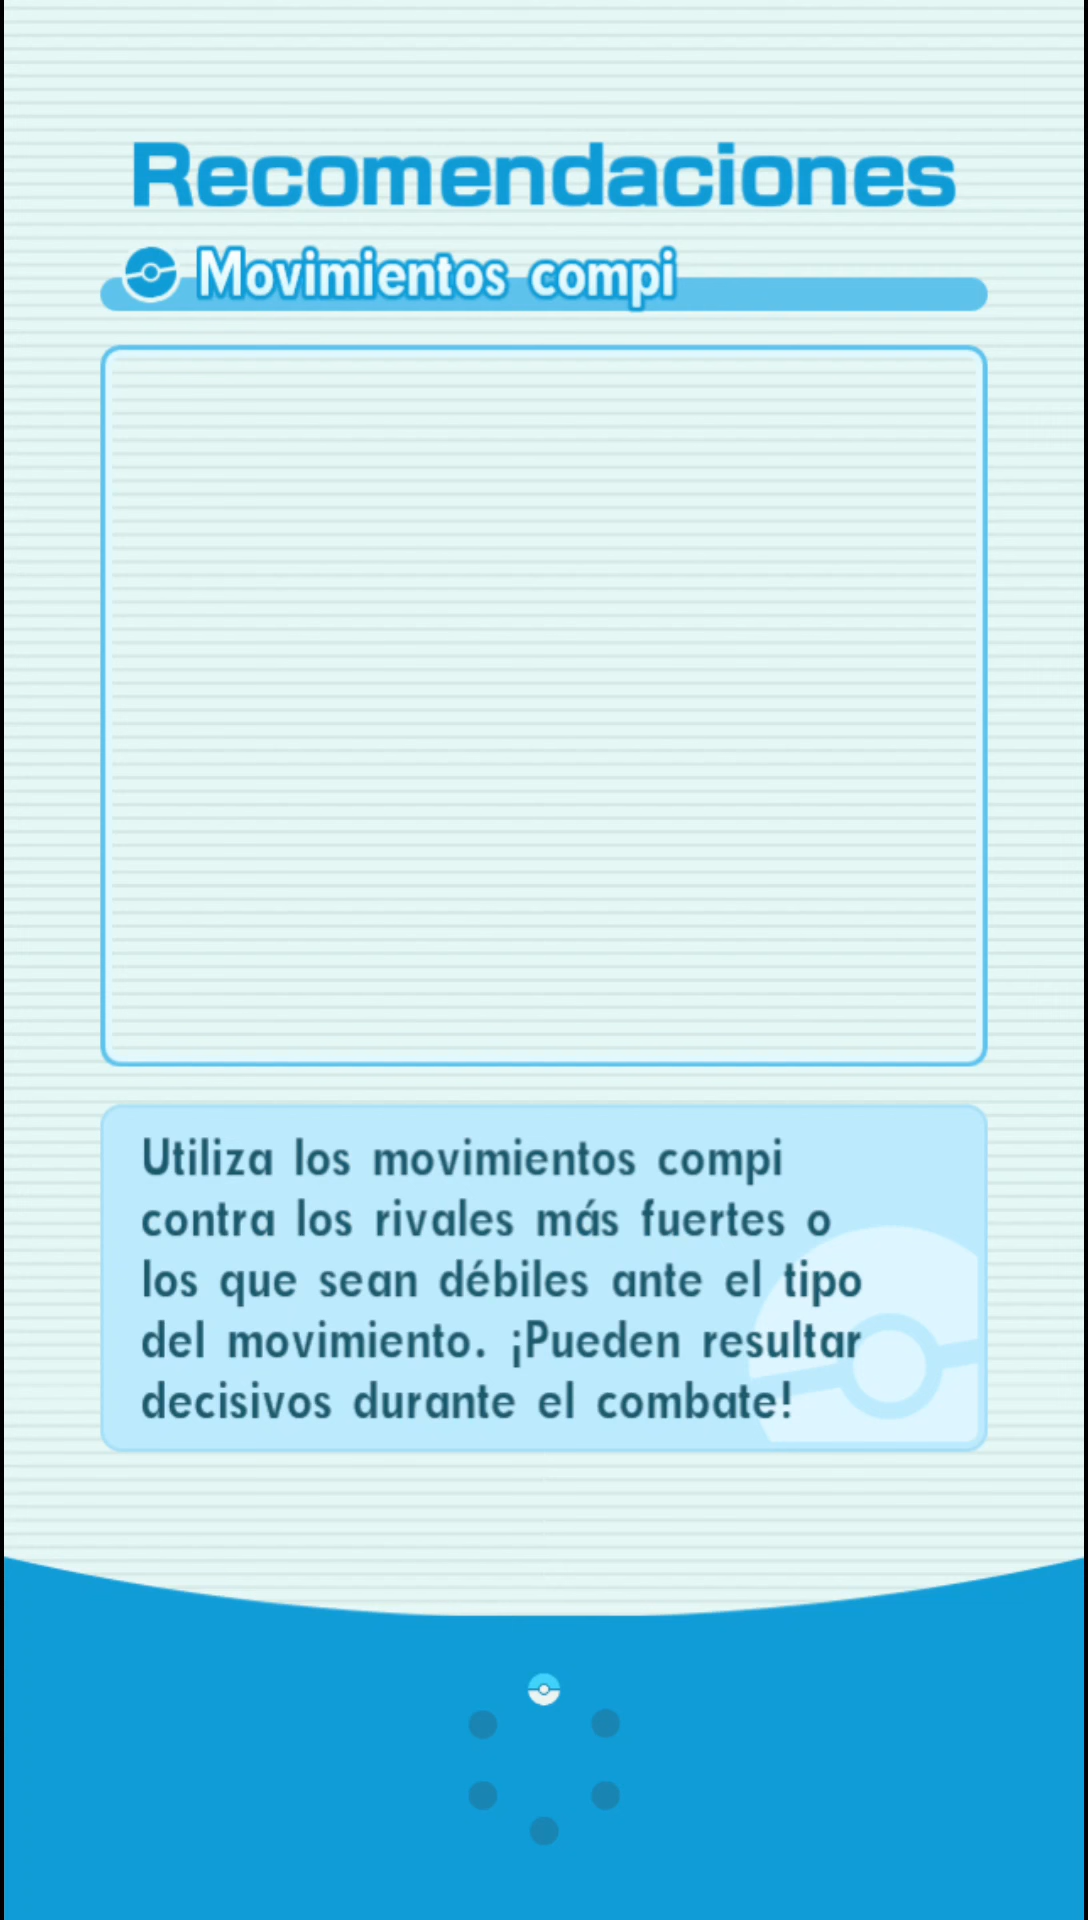 Recomendaciones
Movimientos compi
Utiliza los movimientos compi
contra los rivales más fuertes o
los que sean débiles ante el tipo
del movimiento. ¡Pueden resultar
decisivos durante el combate!